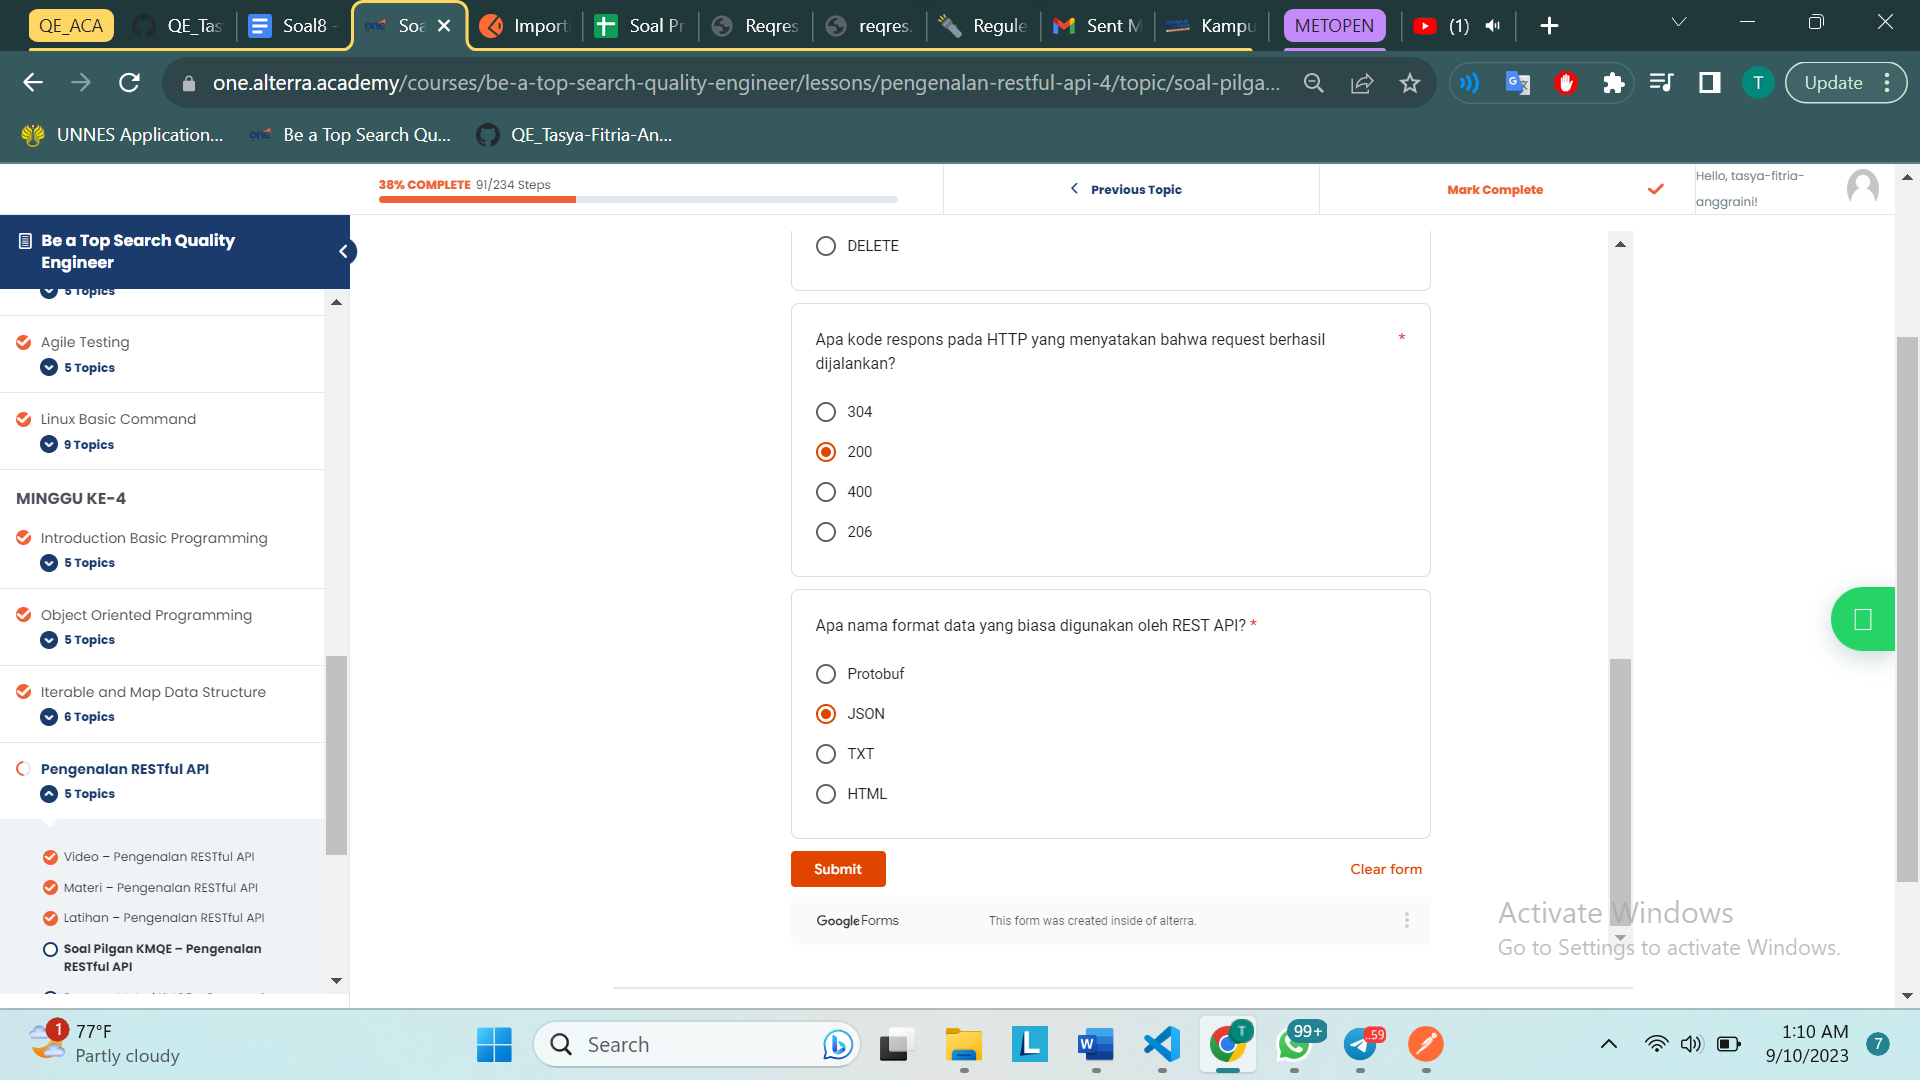 QE_ACA
QE_Tas
Soal8 -
Soa
Importi
Soal Pr
Reqres
reqres.
Regule
Sent M
Kampu
METOPEN
(1)
one.alterra.academy/courses/be-a-top-search-quality-engineer/lessons/pengenalan-restful-api-4/topic/soal-pilga...
T
Update
UNNES Application...
one
Be a Top Search Qu...
QE_Tasya-Fitria-An...
38% COMPLETE 91/234 Steps
Previous Topic
Mark Complete
Hello, tasya-fitria-
anggraini!
Be a Top Search Quality
Engineer
5 Topics
Agile Testing
5 Topics
Linux Basic Command
9 Topics
MINGGU KE-4
Introduction Basic Programming
5 Topics
Object Oriented Programming
5 Topics
Iterable and Map Data Structure
6 Topics
Pengenalan RESTful API
5 Topics
Video – Pengenalan RESTful API
Materi – Pengenalan RESTful API
Latihan – Pengenalan RESTful API
Soal Pilgan KMQE – Pengenalan
RESTful API
DELETE
Apa kode respons pada HTTP yang menyatakan bahwa request berhasil *
dijalankan?
304
200
400
206
Apa nama format data yang biasa digunakan oleh REST API? *
Protobuf
JSON
TXT
HTML
Submit
Clear form
Google Forms
This form was created inside of alterra.
Activate Windows
Go to Settings to activate Windows.
1
77°F
Partly cloudy
Search
L
W
T
99+
..59
1:10 AM
9/10/2023
7